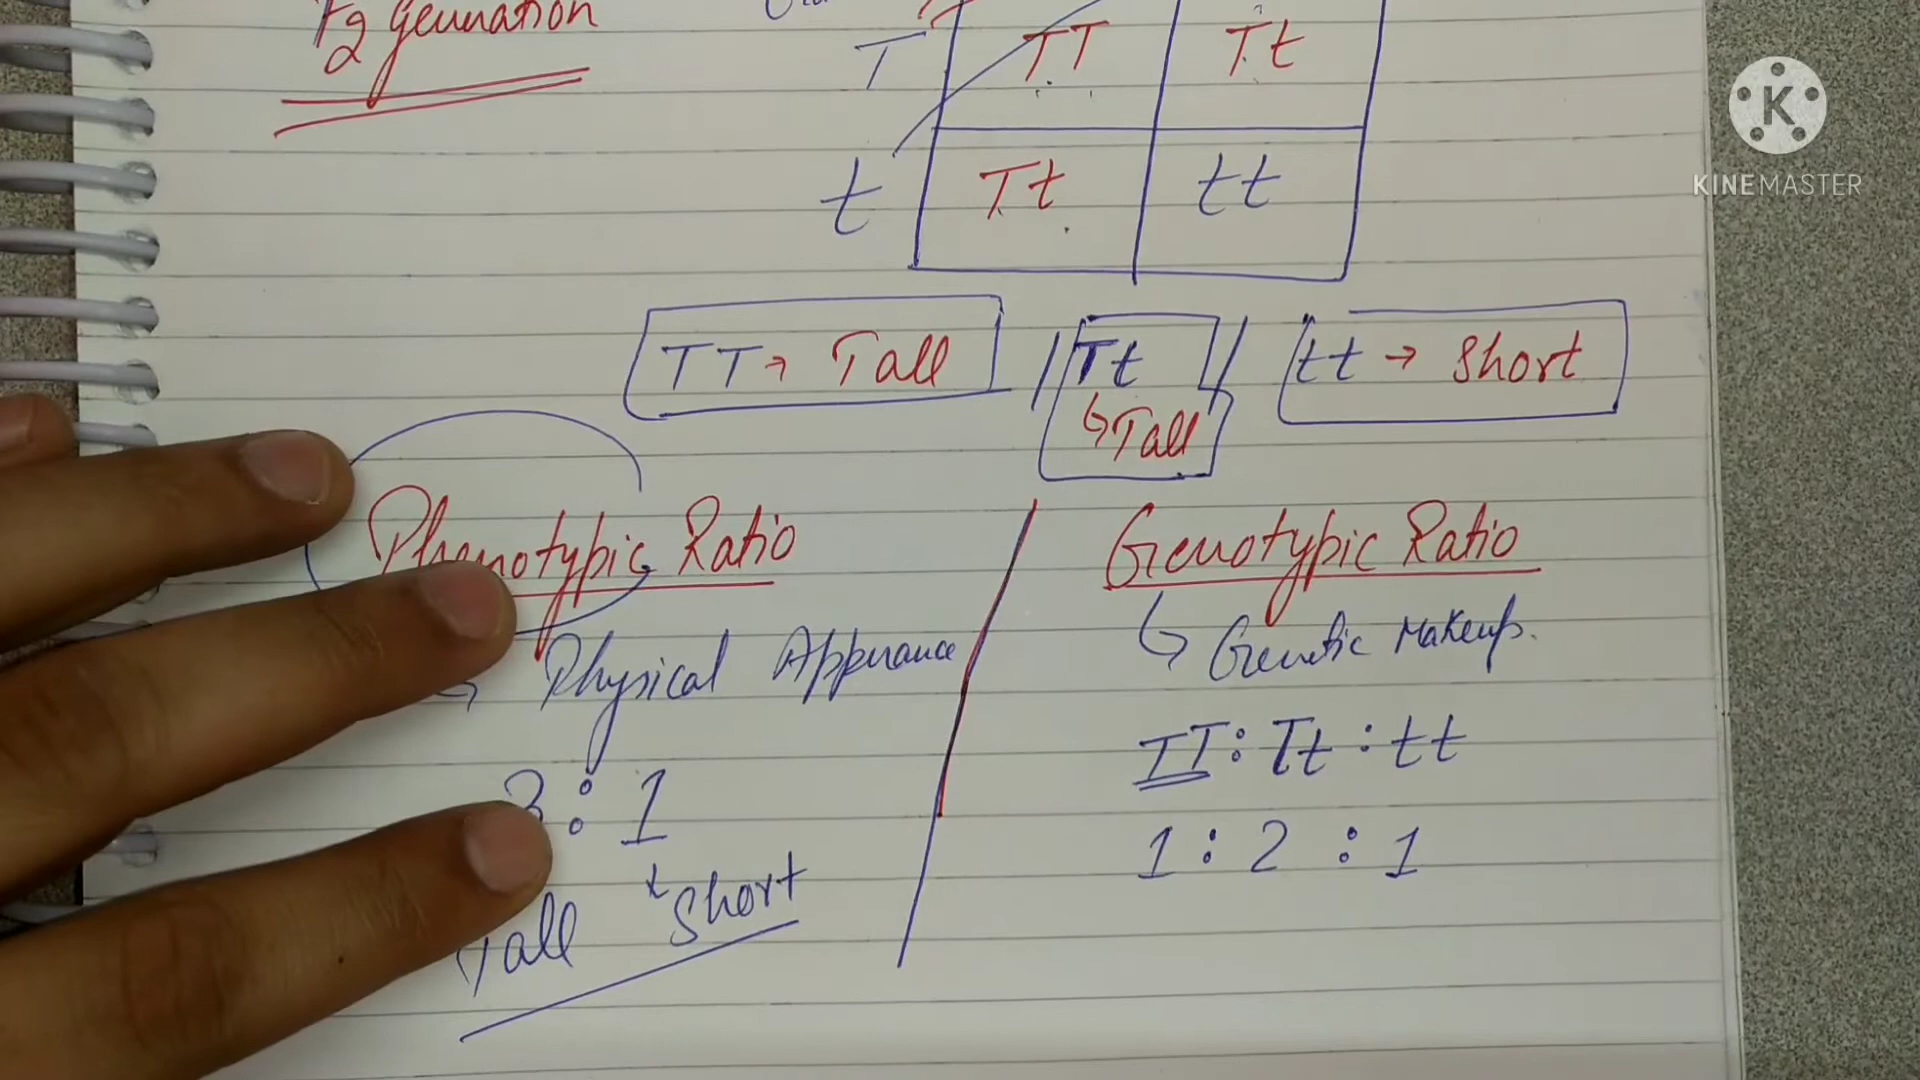 F2 Generation
T TT Tt
t Tt tt
TT → Tall / Tt / tt → Short
↳ Tall
Phenotypic Ratio
Genotypic Ratio
↳ Physical Apperance
↳ Genetic Makeup.
TT : Tt : tt
3 : 1
1 : 2 : 1
Tall Short
K
KINEMASTER